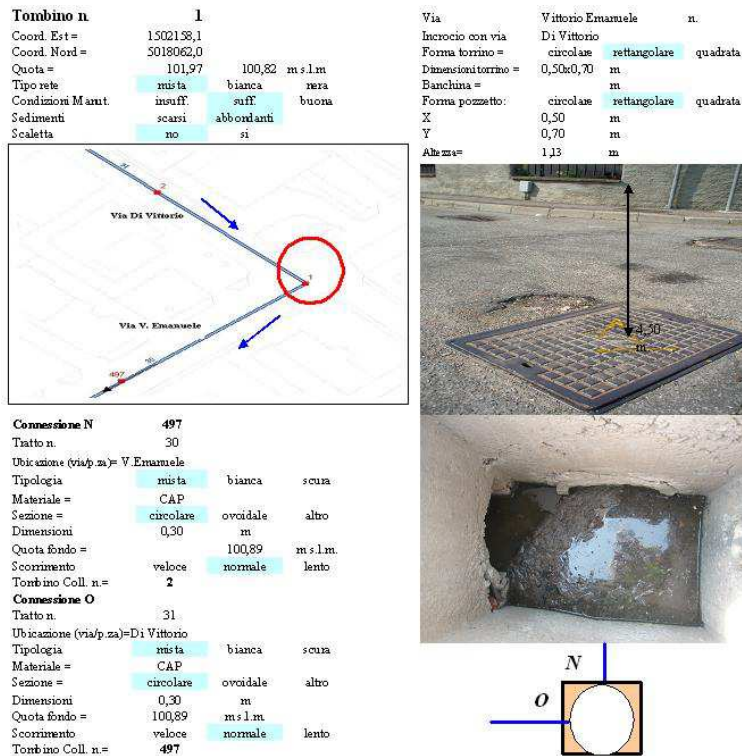 Tombino n. 1
Coord. Est = 1502158,1
Coord. Nord = 5018062,0
Quota = 101,97 100,82 m s.l.m
Tipo rete mista bianca nera
Condizioni Manut. insuff. suff. buona
Sedimenti scarsi abbondanti
Scaletta no si
Via Vittorio Emanuele n.
Incrocio con via Di Vittorio
Forma torrino = circolare rettangolare quadrata
Dimensioni torrino = 0,50x0,70 m
Banchina = m
Forma pozzetto: circolare rettangolare quadrata
X 0,50 m
Y 0,70 m
Altezza= 1,13 m
2
Via Di Vittorio
1
Via V. Emanuele
497
4,50
m
Connessione N 497
Tratto n. 30
Ubicazione (via/p.za)= V.Emanuele
Tipologia mista bianca scura
Materiale = CAP
Sezione = circolare ovoidale altro
Dimensioni 0,30 m
Quota fondo = 100,89 m s.l.m.
Scorrimento veloce normale lento
Tombino Coll. n.= 2
Connessione O
Tratto n. 31
Ubicazione (via/p.za)=Di Vittorio
Tipologia mista bianca scura
Materiale = CAP
Sezione = circolare ovoidale altro
Dimensioni 0,30 m
Quota fondo = 100,89 m s.l.m.
Scorrimento veloce normale lento
Tombino Coll. n.= 497
N
O